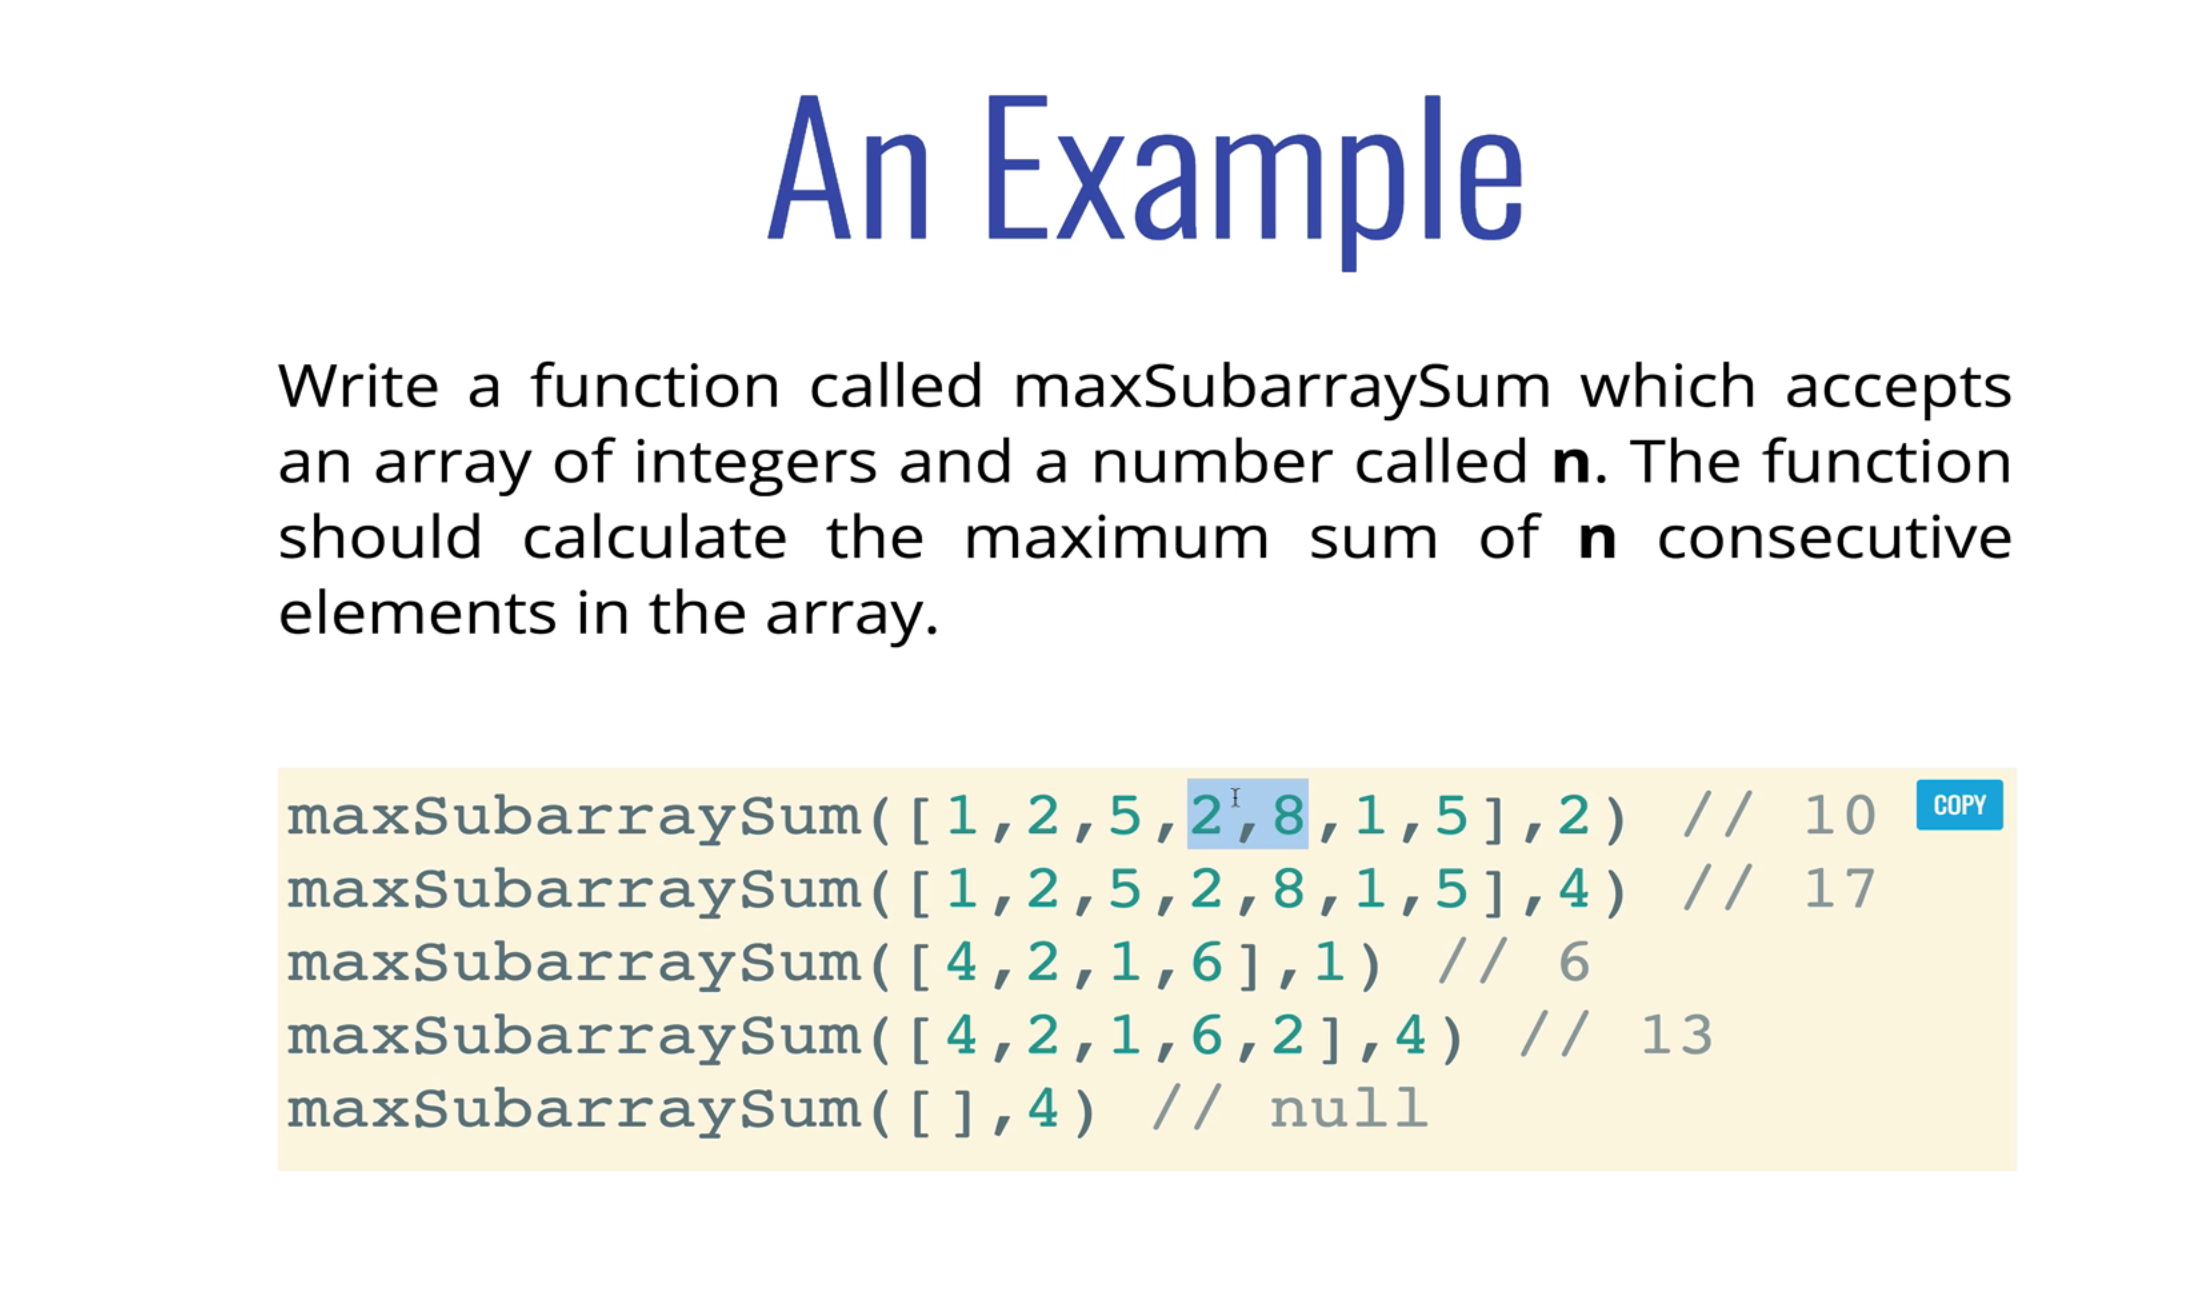 An Example
Write a function called maxSubarraySum which accepts
an array of integers and a number called n. The function
should calculate the maximum sum of n consecutive
elements in the array.
maxSubarraySum([1,2,5,2,8,1,5],2) // 10 COPY
maxSubarraySum([1,2,5,2,8,1,5],4) // 17
maxSubarraySum([4,2,1,6],1) // 6
maxSubarraySum([4,2,1,6,2],4) // 13
maxSubarraySum([],4) // null